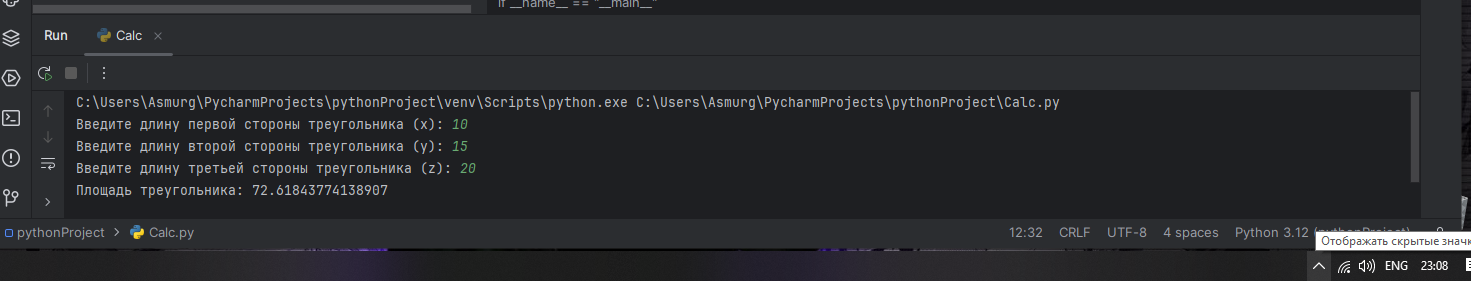 if __name__ == "__main__"
Run Calc
C:\Users\Asmurg\PycharmProjects\pythonProject\venv\Scripts\python.exe C:\Users\Asmurg\PycharmProjects\pythonProject\Calc.py
Введите длину первой стороны треугольника (x): 10
Введите длину второй стороны треугольника (y): 15
Введите длину третьей стороны треугольника (z): 20
Площадь треугольника: 72.61843774138907
pythonProject > Calc.py 12:32 CRLF UTF-8 4 spaces Python 3.12 (pythonProject)
Отображать скрытые
ENG 23:08